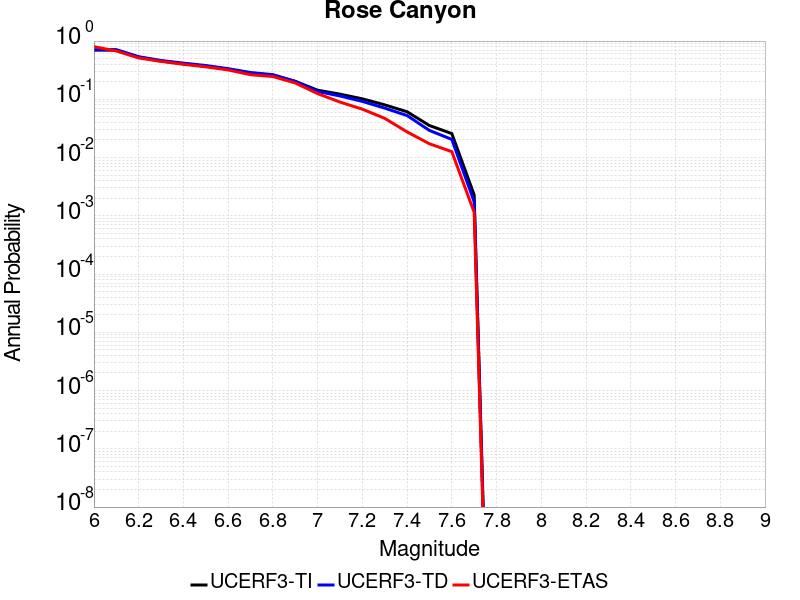 Rose Canyon
10^0
10^-1
10^-2
10^-3
10^-4
10^-5
10^-6
10^-7
10^-8
Annual Probability
6 6.2 6.4 6.6 6.8 7 7.2 7.4 7.6 7.8 8 8.2 8.4 8.6 8.8 9
Magnitude
UCERF3-TI UCERF3-TD UCERF3-ETAS